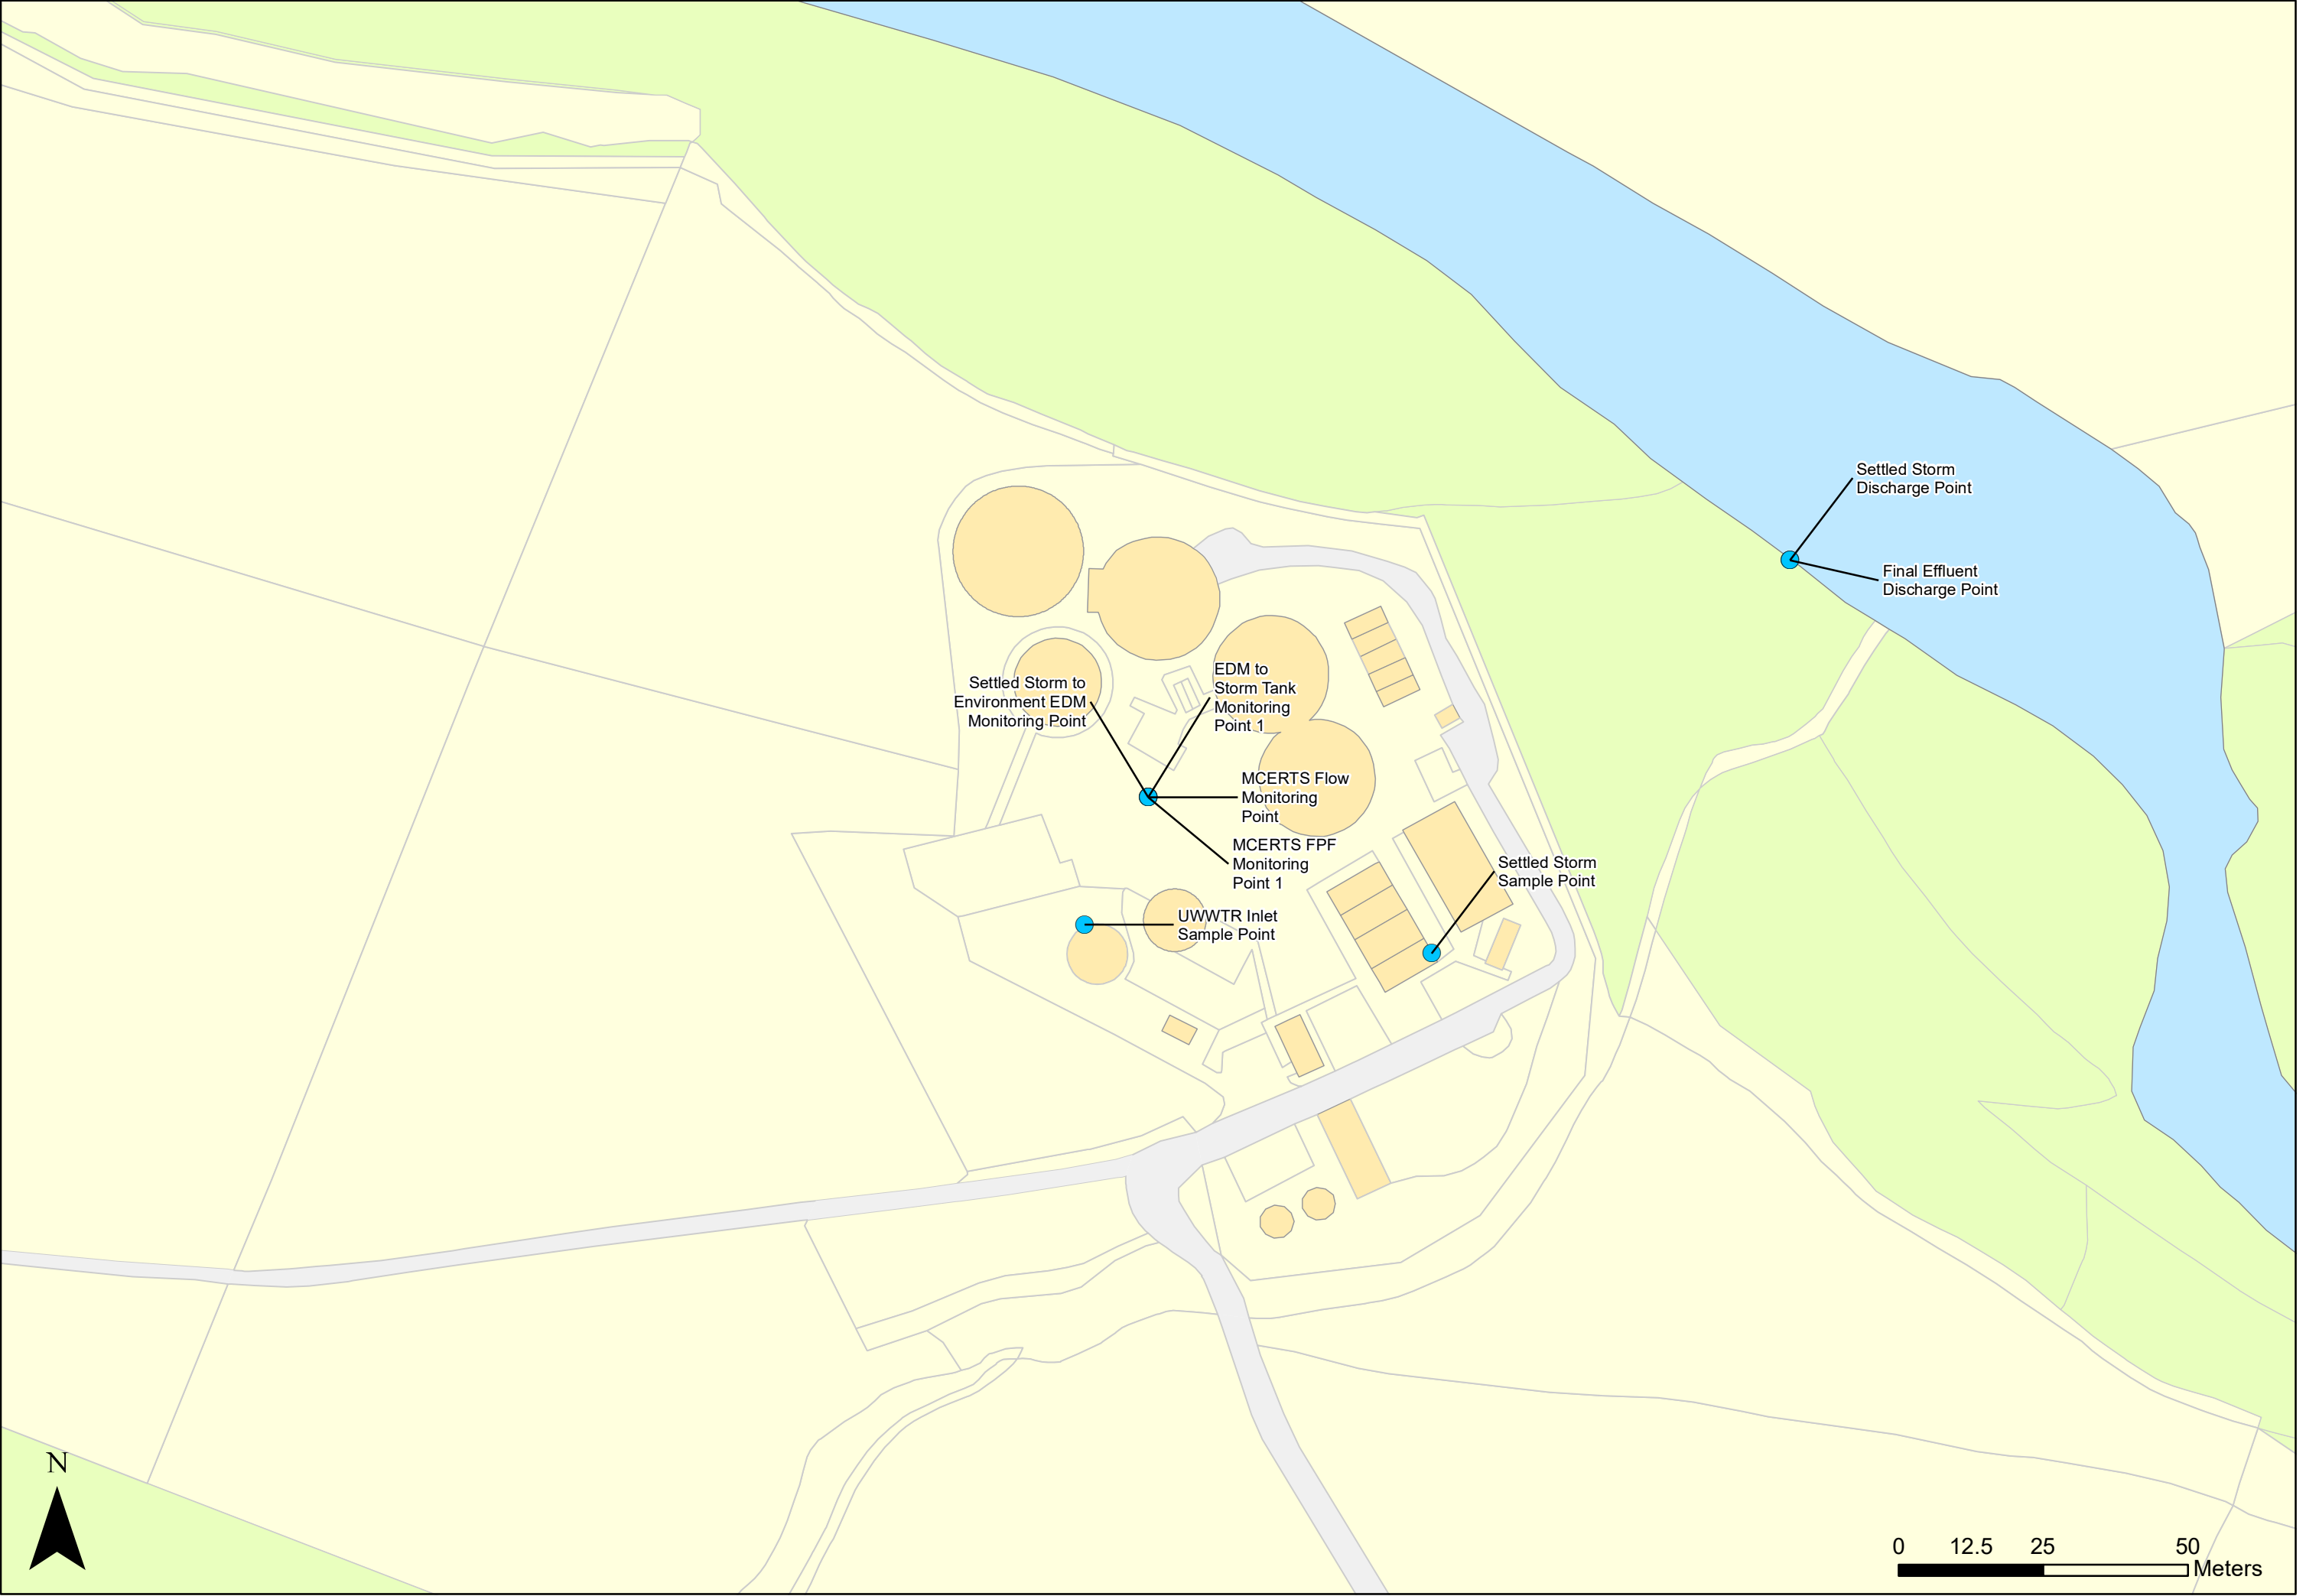 Settled Storm
Discharge Point
Final Effluent
Discharge Point
Settled Storm to
Environment EDM
Monitoring Point
EDM to
Storm Tank
Monitoring
Point 1
MCERTS Flow
Monitoring
Point
MCERTS FPF
Monitoring
Point 1
Settled Storm
Sample Point
UWWTR Inlet
Sample Point
N
0 12.5 25 50
Meters